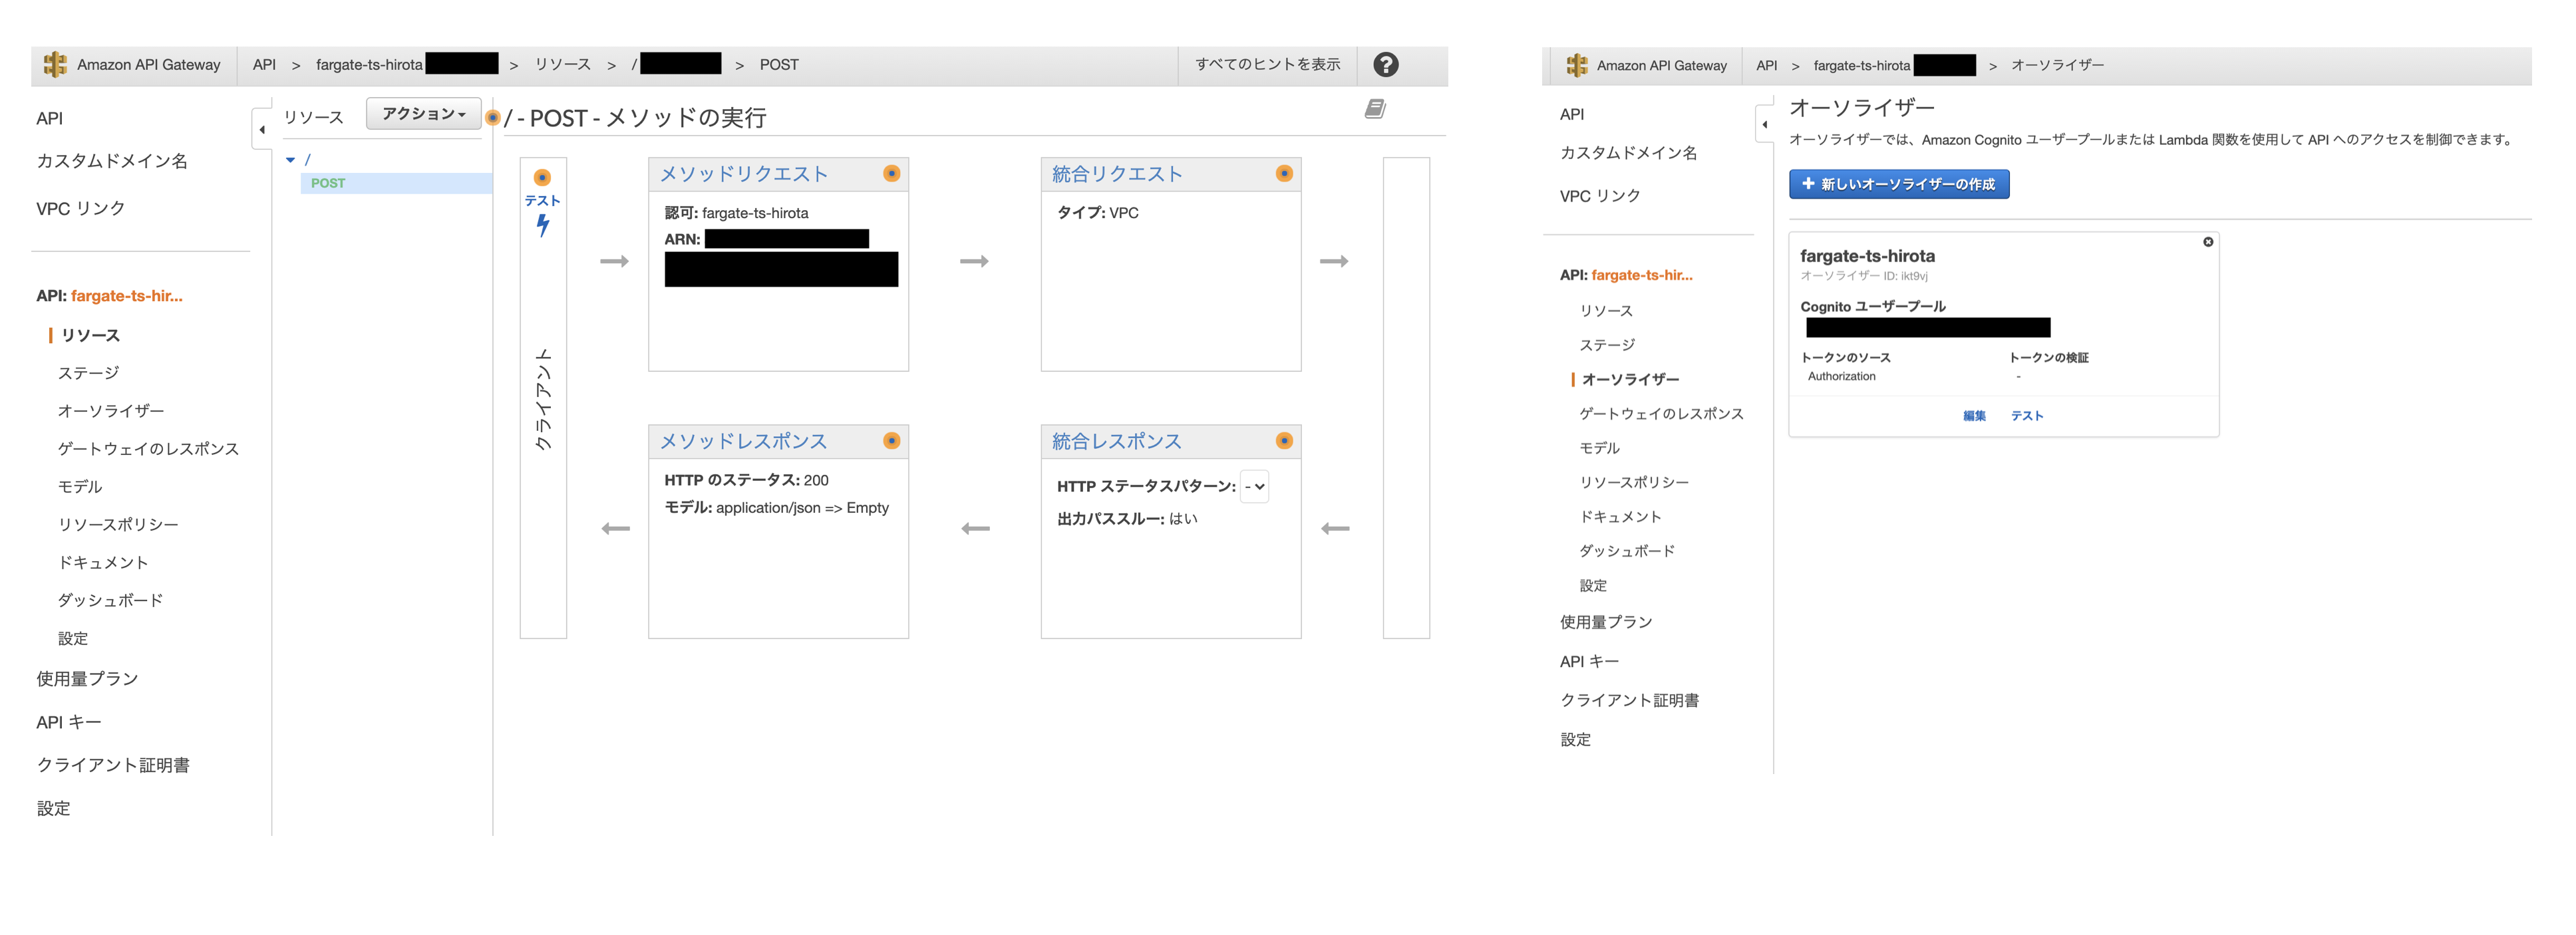 Amazon API Gateway
API > fargate-ts-hirota > リソース > / > POST
すべてのヒントを表示
?
API
カスタムドメイン名
VPC リンク
API: fargate-ts-hir...
リソース
ステージ
オーソライザー
ゲートウェイのレスポンス
モデル
リソースポリシー
ドキュメント
ダッシュボード
設定
使用量プラン
API キー
クライアント証明書
設定
リソース
アクション
/
POST
/ - POST - メソッドの実行
テスト
クライアント
メソッドリクエスト
認可: fargate-ts-hirota
ARN:
統合リクエスト
タイプ: VPC
メソッドレスポンス
HTTP のステータス: 200
モデル: application/json => Empty
統合レスポンス
HTTP ステータスパターン: -
出力パススルー: はい
Amazon API Gateway
API > fargate-ts-hirota > オーソライザー
API
カスタムドメイン名
VPC リンク
API: fargate-ts-hir...
リソース
ステージ
オーソライザー
ゲートウェイのレスポンス
モデル
リソースポリシー
ドキュメント
ダッシュボード
設定
使用量プラン
API キー
クライアント証明書
設定
オーソライザー
オーソライザーでは、Amazon Cognito ユーザープールまたは Lambda 関数を使用して API へのアクセスを制御できます。
+ 新しいオーソライザーの作成
fargate-ts-hirota
オーソライザー ID: ikt9vj
Cognito ユーザープール
トークンのソース トークンの検証
Authorization -
編集 テスト